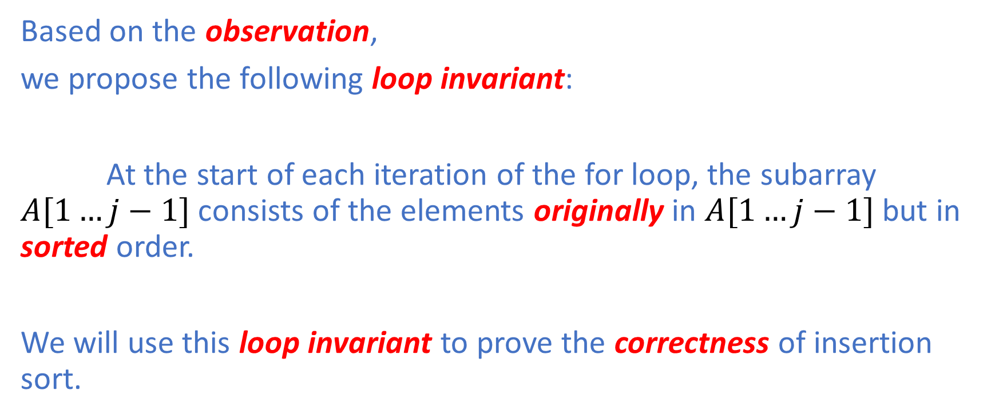 Based on the observation,
we propose the following loop invariant:
At the start of each iteration of the for loop, the subarray
A[1 … j − 1] consists of the elements originally in A[1 … j − 1] but in
sorted order.
We will use this loop invariant to prove the correctness of insertion
sort.